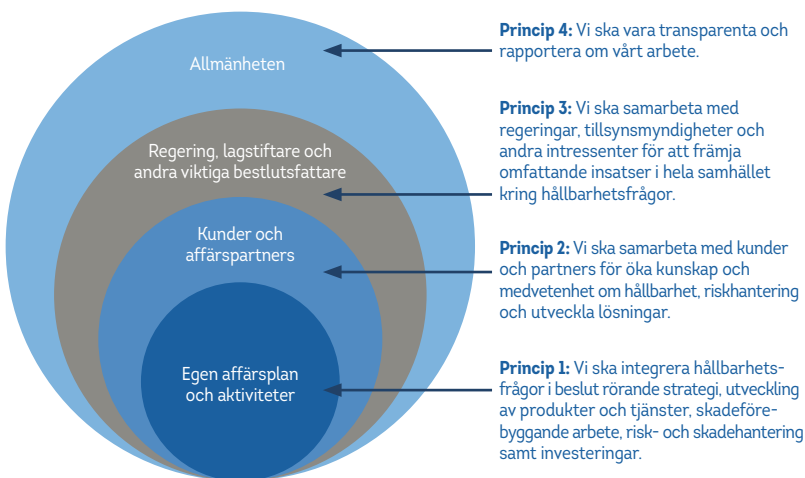 Allmänheten
Princip 4: Vi ska vara transparenta och
rapportera om vårt arbete.
Regering, lagstiftare och
andra viktiga bestlutsfattare
Princip 3: Vi ska samarbeta med
regeringar, tillsynsmyndigheter och
andra intressenter för att främja
omfattande insatser i hela samhället
kring hållbarhetsfrågor.
Kunder och
affärspartners
Princip 2: Vi ska samarbeta med kunder
och partners för öka kunskap och
medvetenhet om hållbarhet, riskhantering
och utveckla lösningar.
Egen affärsplan
och aktiviteter
Princip 1: Vi ska integrera hållbarhets-
frågor i beslut rörande strategi, utveckling
av produkter och tjänster, skadeföre-
byggande arbete, risk- och skadehantering
samt investeringar.